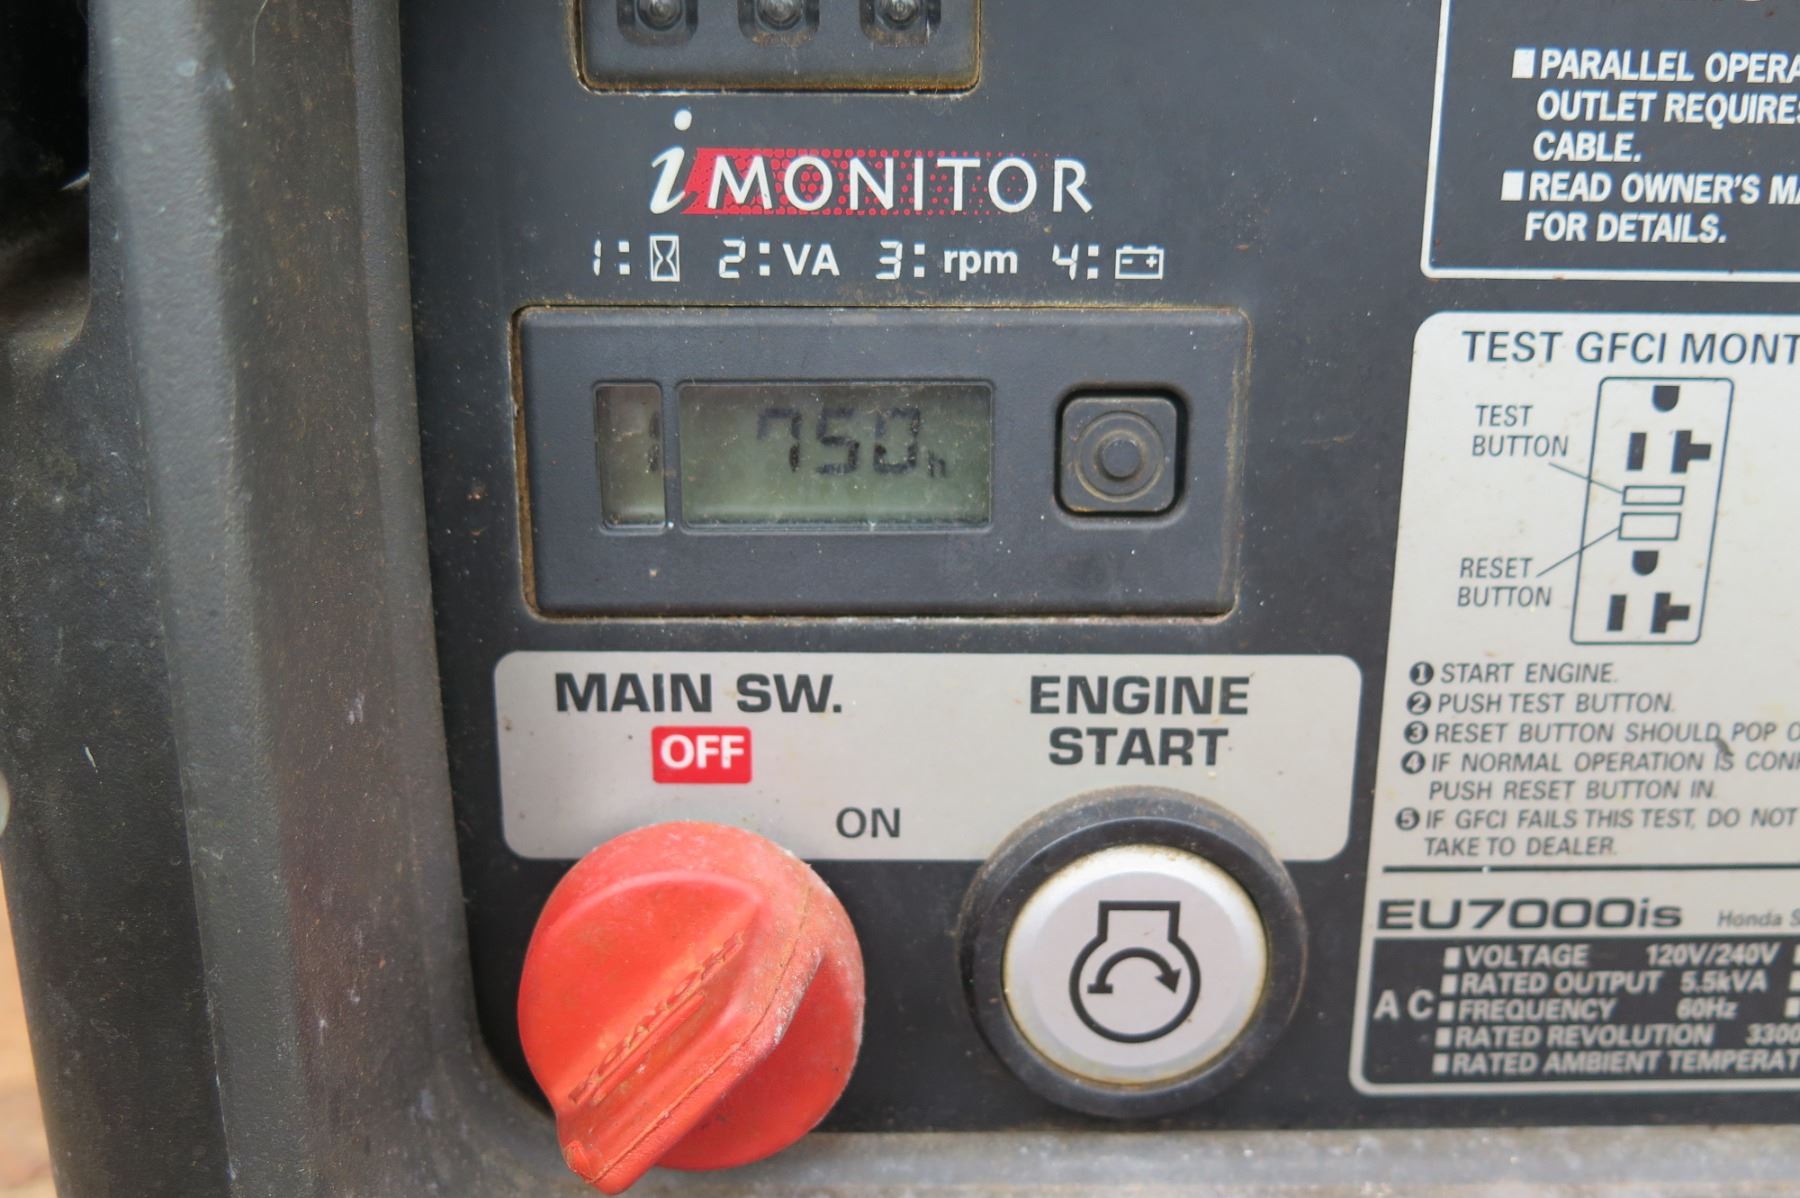 i MONITOR
1: 2:VA 3:rpm 4:
1 750h
MAIN SW.
OFF
ON
ENGINE
START
PARALLEL OPERA
OUTLET REQUIRES
CABLE.
READ OWNER'S MA
FOR DETAILS.
TEST GFCI MONT
TEST
BUTTON
RESET
BUTTON
1 START ENGINE.
2 PUSH TEST BUTTON.
3 RESET BUTTON SHOULD POP O
4 IF NORMAL OPERATION IS CONF
PUSH RESET BUTTON IN.
5 IF GFCI FAILS THIS TEST, DO NOT
TAKE TO DEALER.
EU7000is Honda S
AC
VOLTAGE 120V/240V
RATED OUTPUT 5.5kVA
FREQUENCY 60Hz
RATED REVOLUTION 3300
RATED AMBIENT TEMPERAT